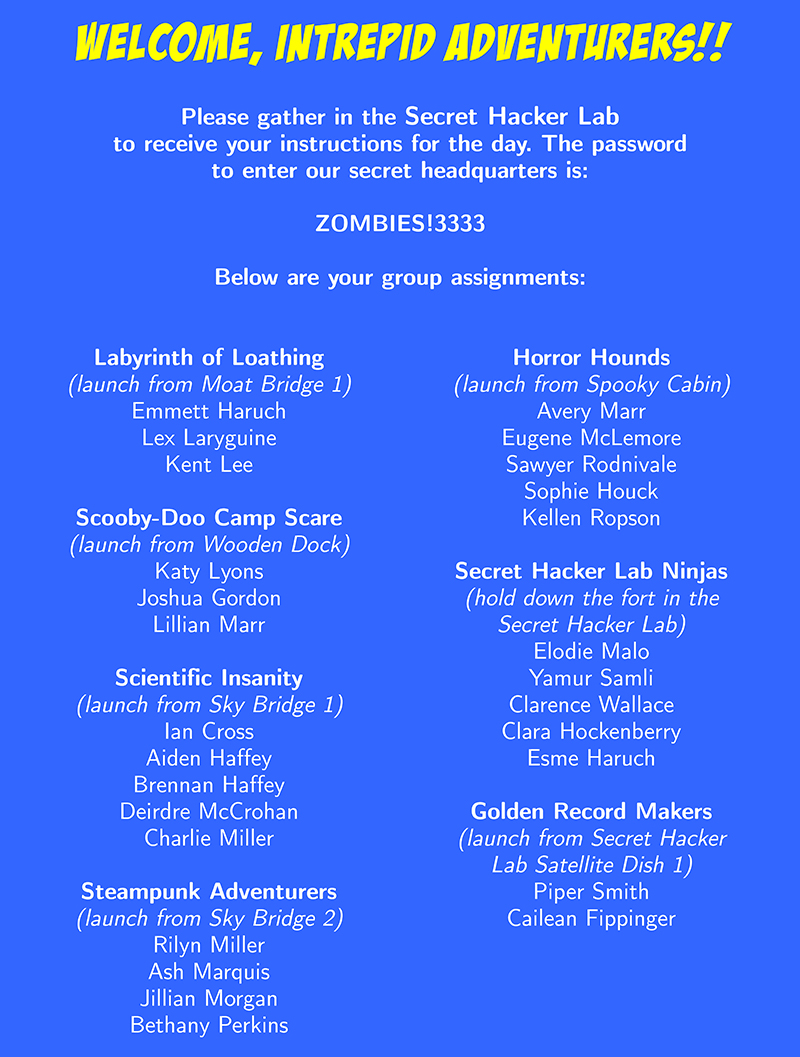 WELCOME, INTREPID ADVENTURERS!!
Please gather in the Secret Hacker Lab
to receive your instructions for the day. The password
to enter our secret headquarters is:
ZOMBIES!3333
Below are your group assignments:
Labyrinth of Loathing
(launch from Moat Bridge 1)
Emmett Haruch
Lex Laryguine
Kent Lee
Scooby-Doo Camp Scare
(launch from Wooden Dock)
Katy Lyons
Joshua Gordon
Lillian Marr
Scientific Insanity
(launch from Sky Bridge 1)
Ian Cross
Aiden Haffey
Brennan Haffey
Deirdre McCrohan
Charlie Miller
Steampunk Adventurers
(launch from Sky Bridge 2)
Rilyn Miller
Ash Marquis
Jillian Morgan
Bethany Perkins
Horror Hounds
(launch from Spooky Cabin)
Avery Marr
Eugene McLemore
Sawyer Rodnivale
Sophie Houck
Kellen Ropson
Secret Hacker Lab Ninjas
(hold down the fort in the
Secret Hacker Lab)
Elodie Malo
Yamur Samli
Clarence Wallace
Clara Hockenberry
Esme Haruch
Golden Record Makers
(launch from Secret Hacker
Lab Satellite Dish 1)
Piper Smith
Cailean Fippinger